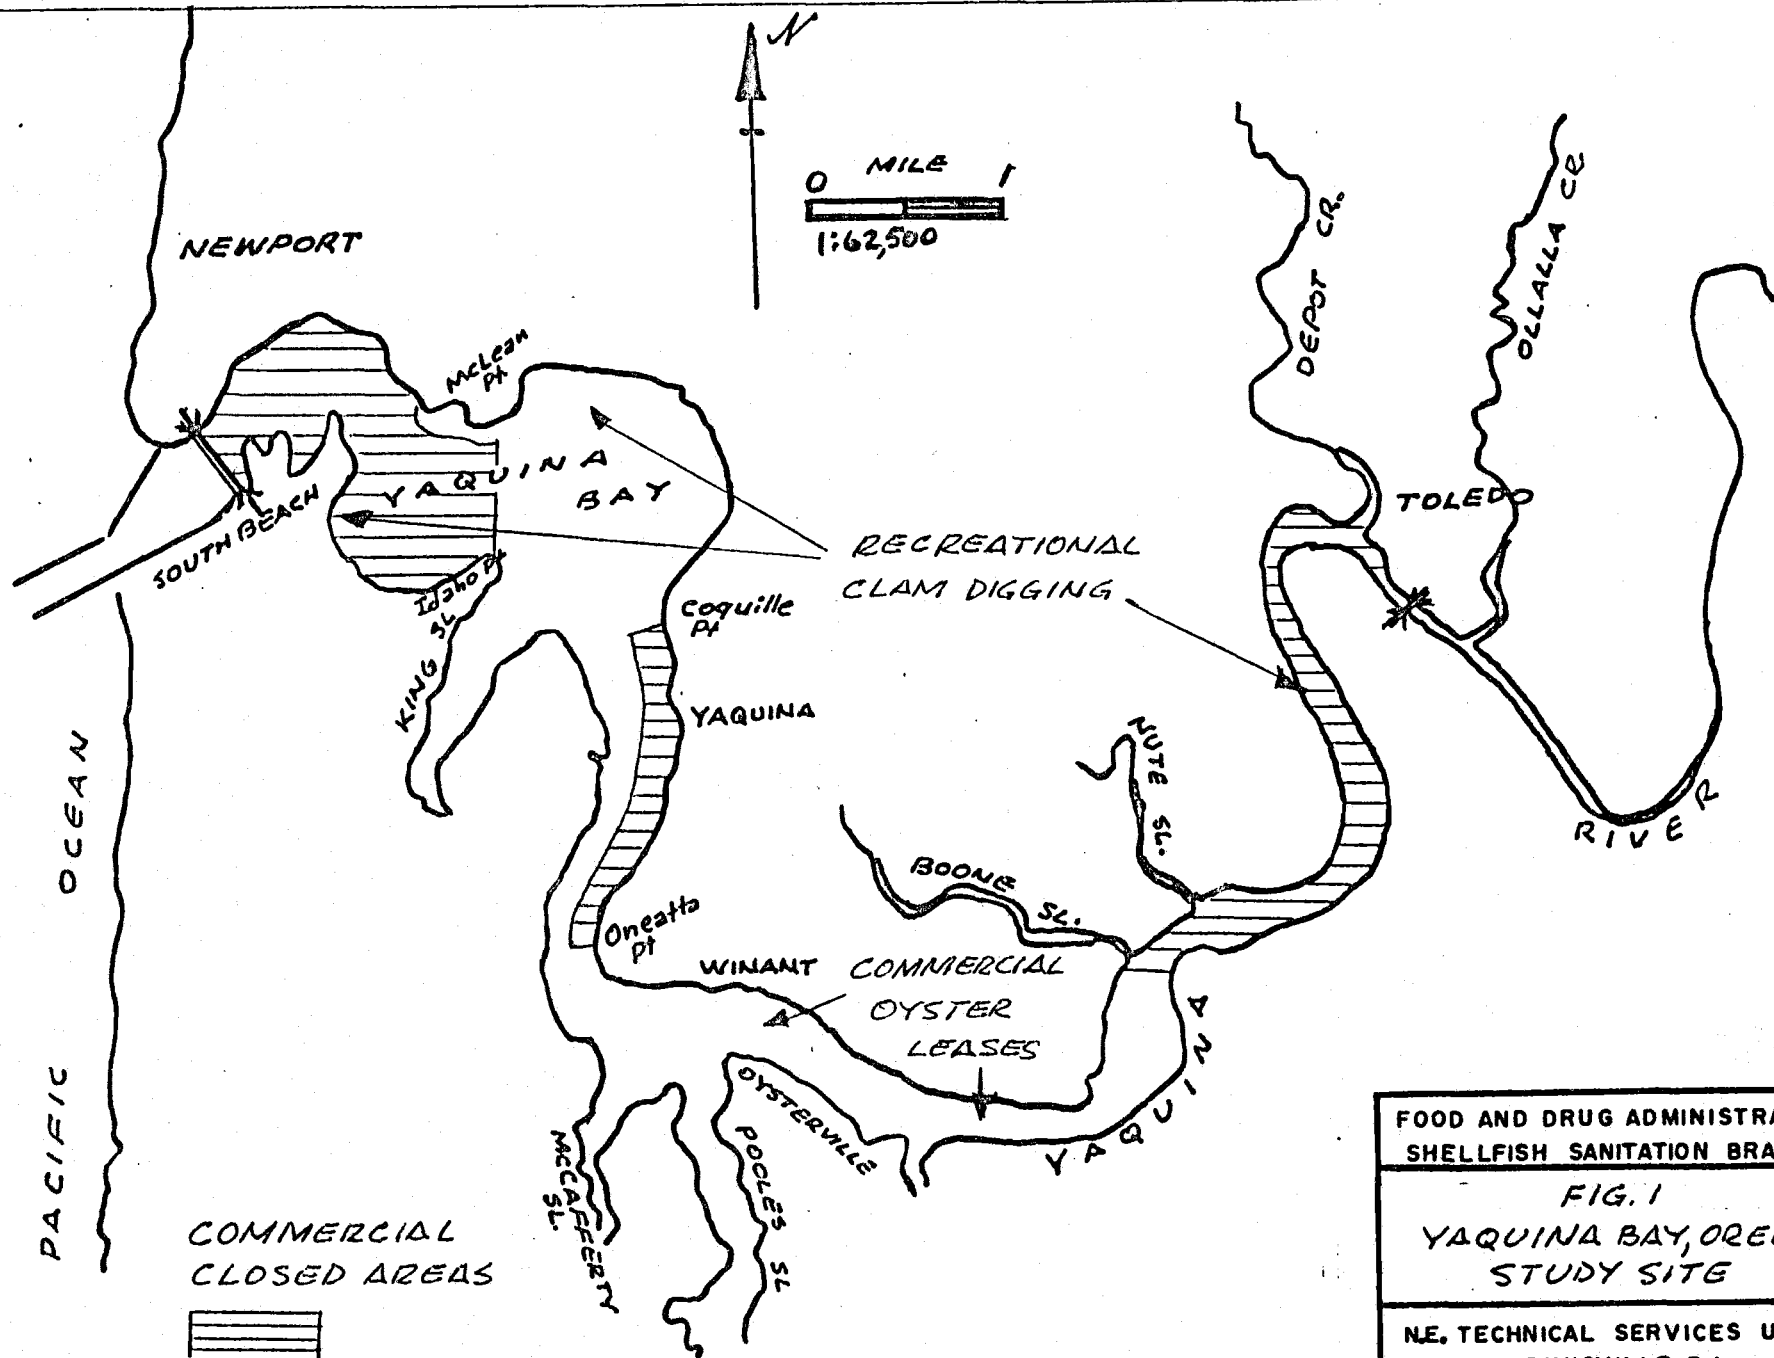 N
MILE
0 1
1:62,500
NEWPORT
McLean
Pt
DEPOT CR.
OLLALLA CR
YAQUINA
BAY
SOUTH BEACH
TOLEDO
RECREATIONAL
CLAM DIGGING
Idaho Pt
KING SL
Coquille
Pt
YAQUINA
PACIFIC OCEAN
NUTE SL.
BOONE SL.
RIVER
Oneatta
Pt
WINANT
COMMERCIAL
OYSTER
LEASES
YAQUINA
OYSTERVILLE
POOLES SL
MCCAFFERTY
SL.
COMMERCIAL
CLOSED AREAS
FOOD AND DRUG ADMINISTRA
SHELLFISH SANITATION BRA
FIG. 1
YAQUINA BAY, ORE
STUDY SITE
N.E. TECHNICAL SERVICES U